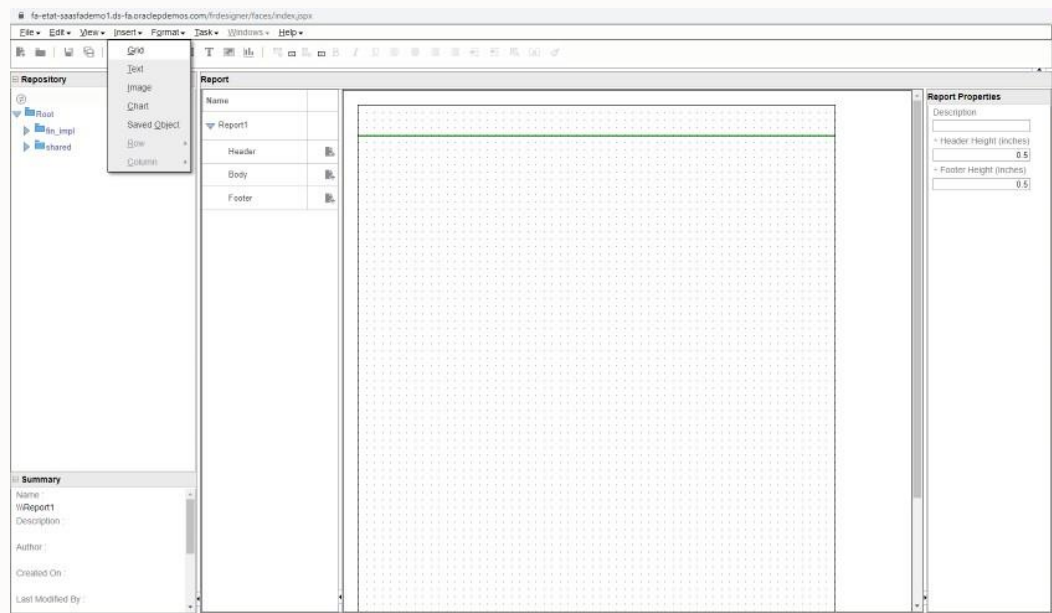 fa-etat-saasfademo1.ds-fa.oraclepdemos.com/frdesigner/faces/index.jspx
File Edit View Insert Format Task Windows Help
Grid
Text
Image
Chart
Saved Object
Row
Column
T B I U
Repository
Root
fin_impl
shared
Report
Name
Report1
Header
Body
Footer
Report Properties
Description
* Header Height (inches)
0.5
* Footer Height (inches)
0.5
Summary
Name :
\\\Report1
Description :
Author :
Created On :
Last Modified By :